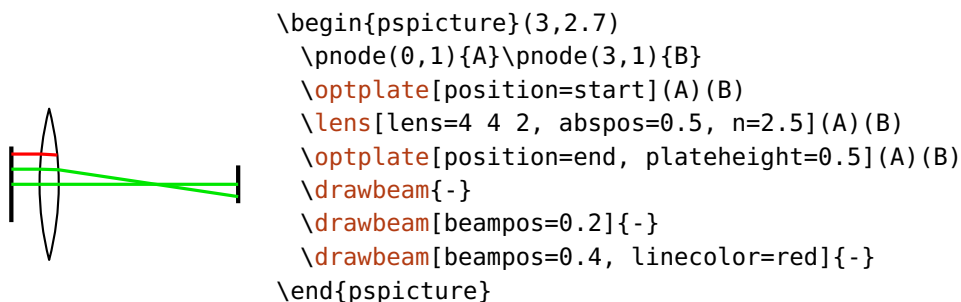 \begin{pspicture}(3,2.7)
  \pnode(0,1){A}\pnode(3,1){B}
  \optplate[position=start](A)(B)
  \lens[lens=4 4 2, abspos=0.5, n=2.5](A)(B)
  \optplate[position=end, plateheight=0.5](A)(B)
  \drawbeam{-}
  \drawbeam[beampos=0.2]{-}
  \drawbeam[beampos=0.4, linecolor=red]{-}
\end{pspicture}